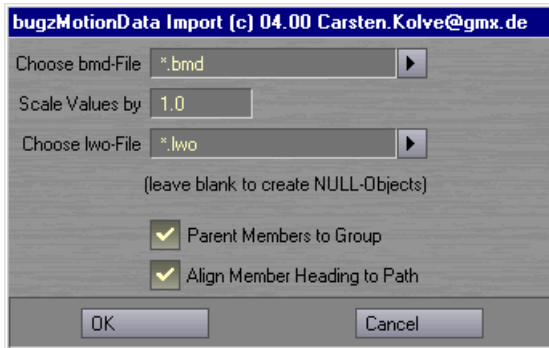 bugzMotionData Import (c) 04.00 Carsten.Kolve@gmx.de
Choose bmd-File *.bmd
Scale Values by 1.0
Choose lwo-File *.lwo
(leave blank to create NULL-Objects)
Parent Members to Group
Align Member Heading to Path
OK Cancel